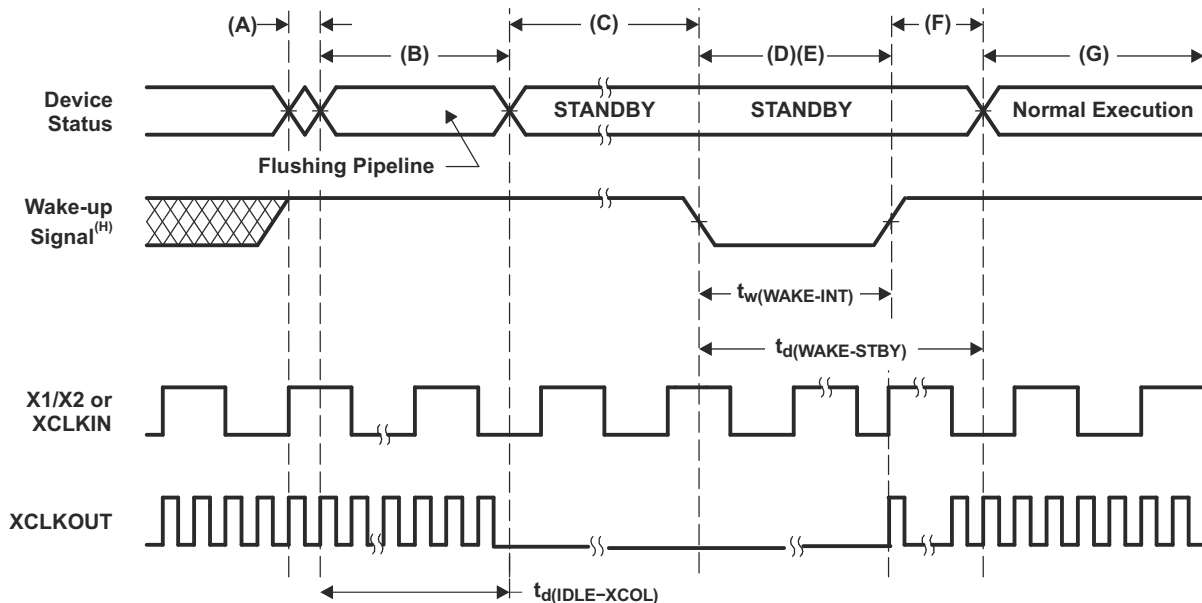 (A)
(C)
(F)
(B)
(D)(E)
(G)
Device
Status
STANDBY
STANDBY
Normal Execution
Flushing Pipeline
Wake-up
Signal(H)
tw(WAKE-INT)
td(WAKE-STBY)
X1/X2 or
XCLKIN
XCLKOUT
td(IDLE−XCOL)